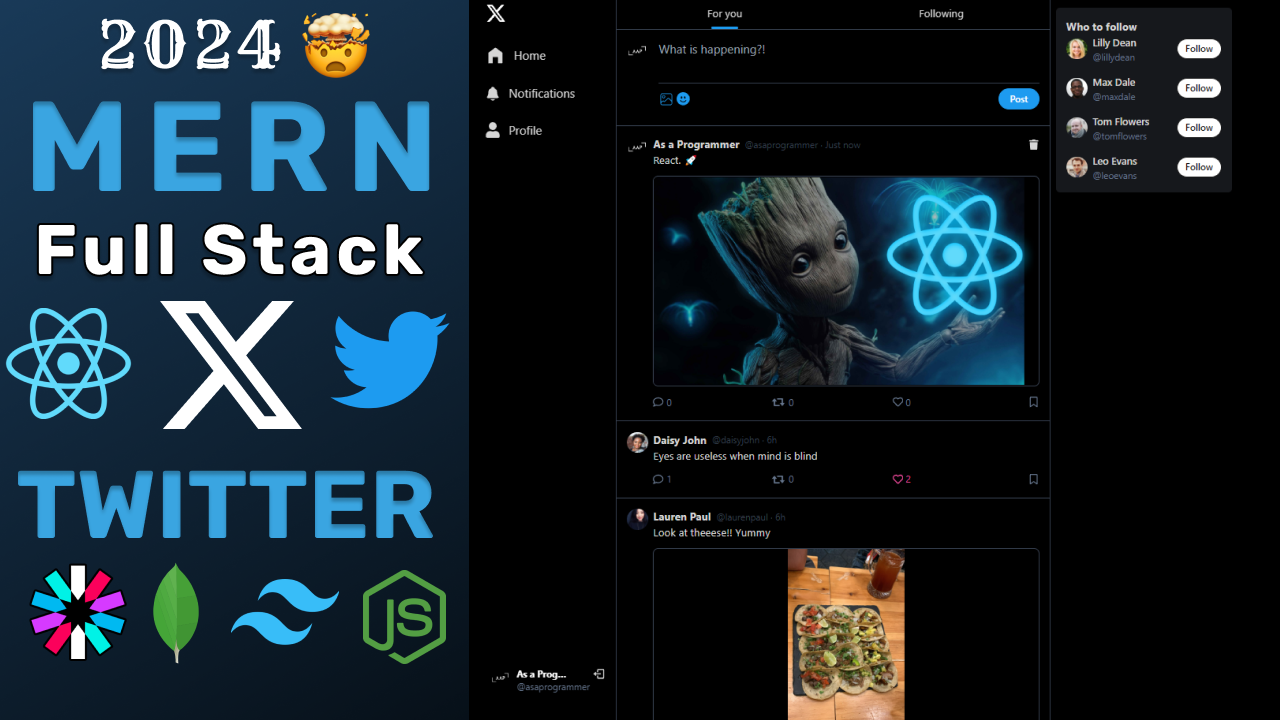 2024
MERN
Full Stack
TWITTER
JS
Home
Notifications
Profile
As a Prog...
@asaprogrammer
For you
Following
What is happening?!
Post
As a Programmer @asaprogrammer · Just now
React. 🚀
0 0 0
Daisy John @daisyjohn · 6h
Eyes are useless when mind is blind
1 0 2
Lauren Paul @laurenpaul · 6h
Look at theeese!! Yummy
Who to follow
Lilly Dean
@lillydean
Follow
Max Dale
@maxdale
Follow
Tom Flowers
@tomflowers
Follow
Leo Evans
@leoevans
Follow